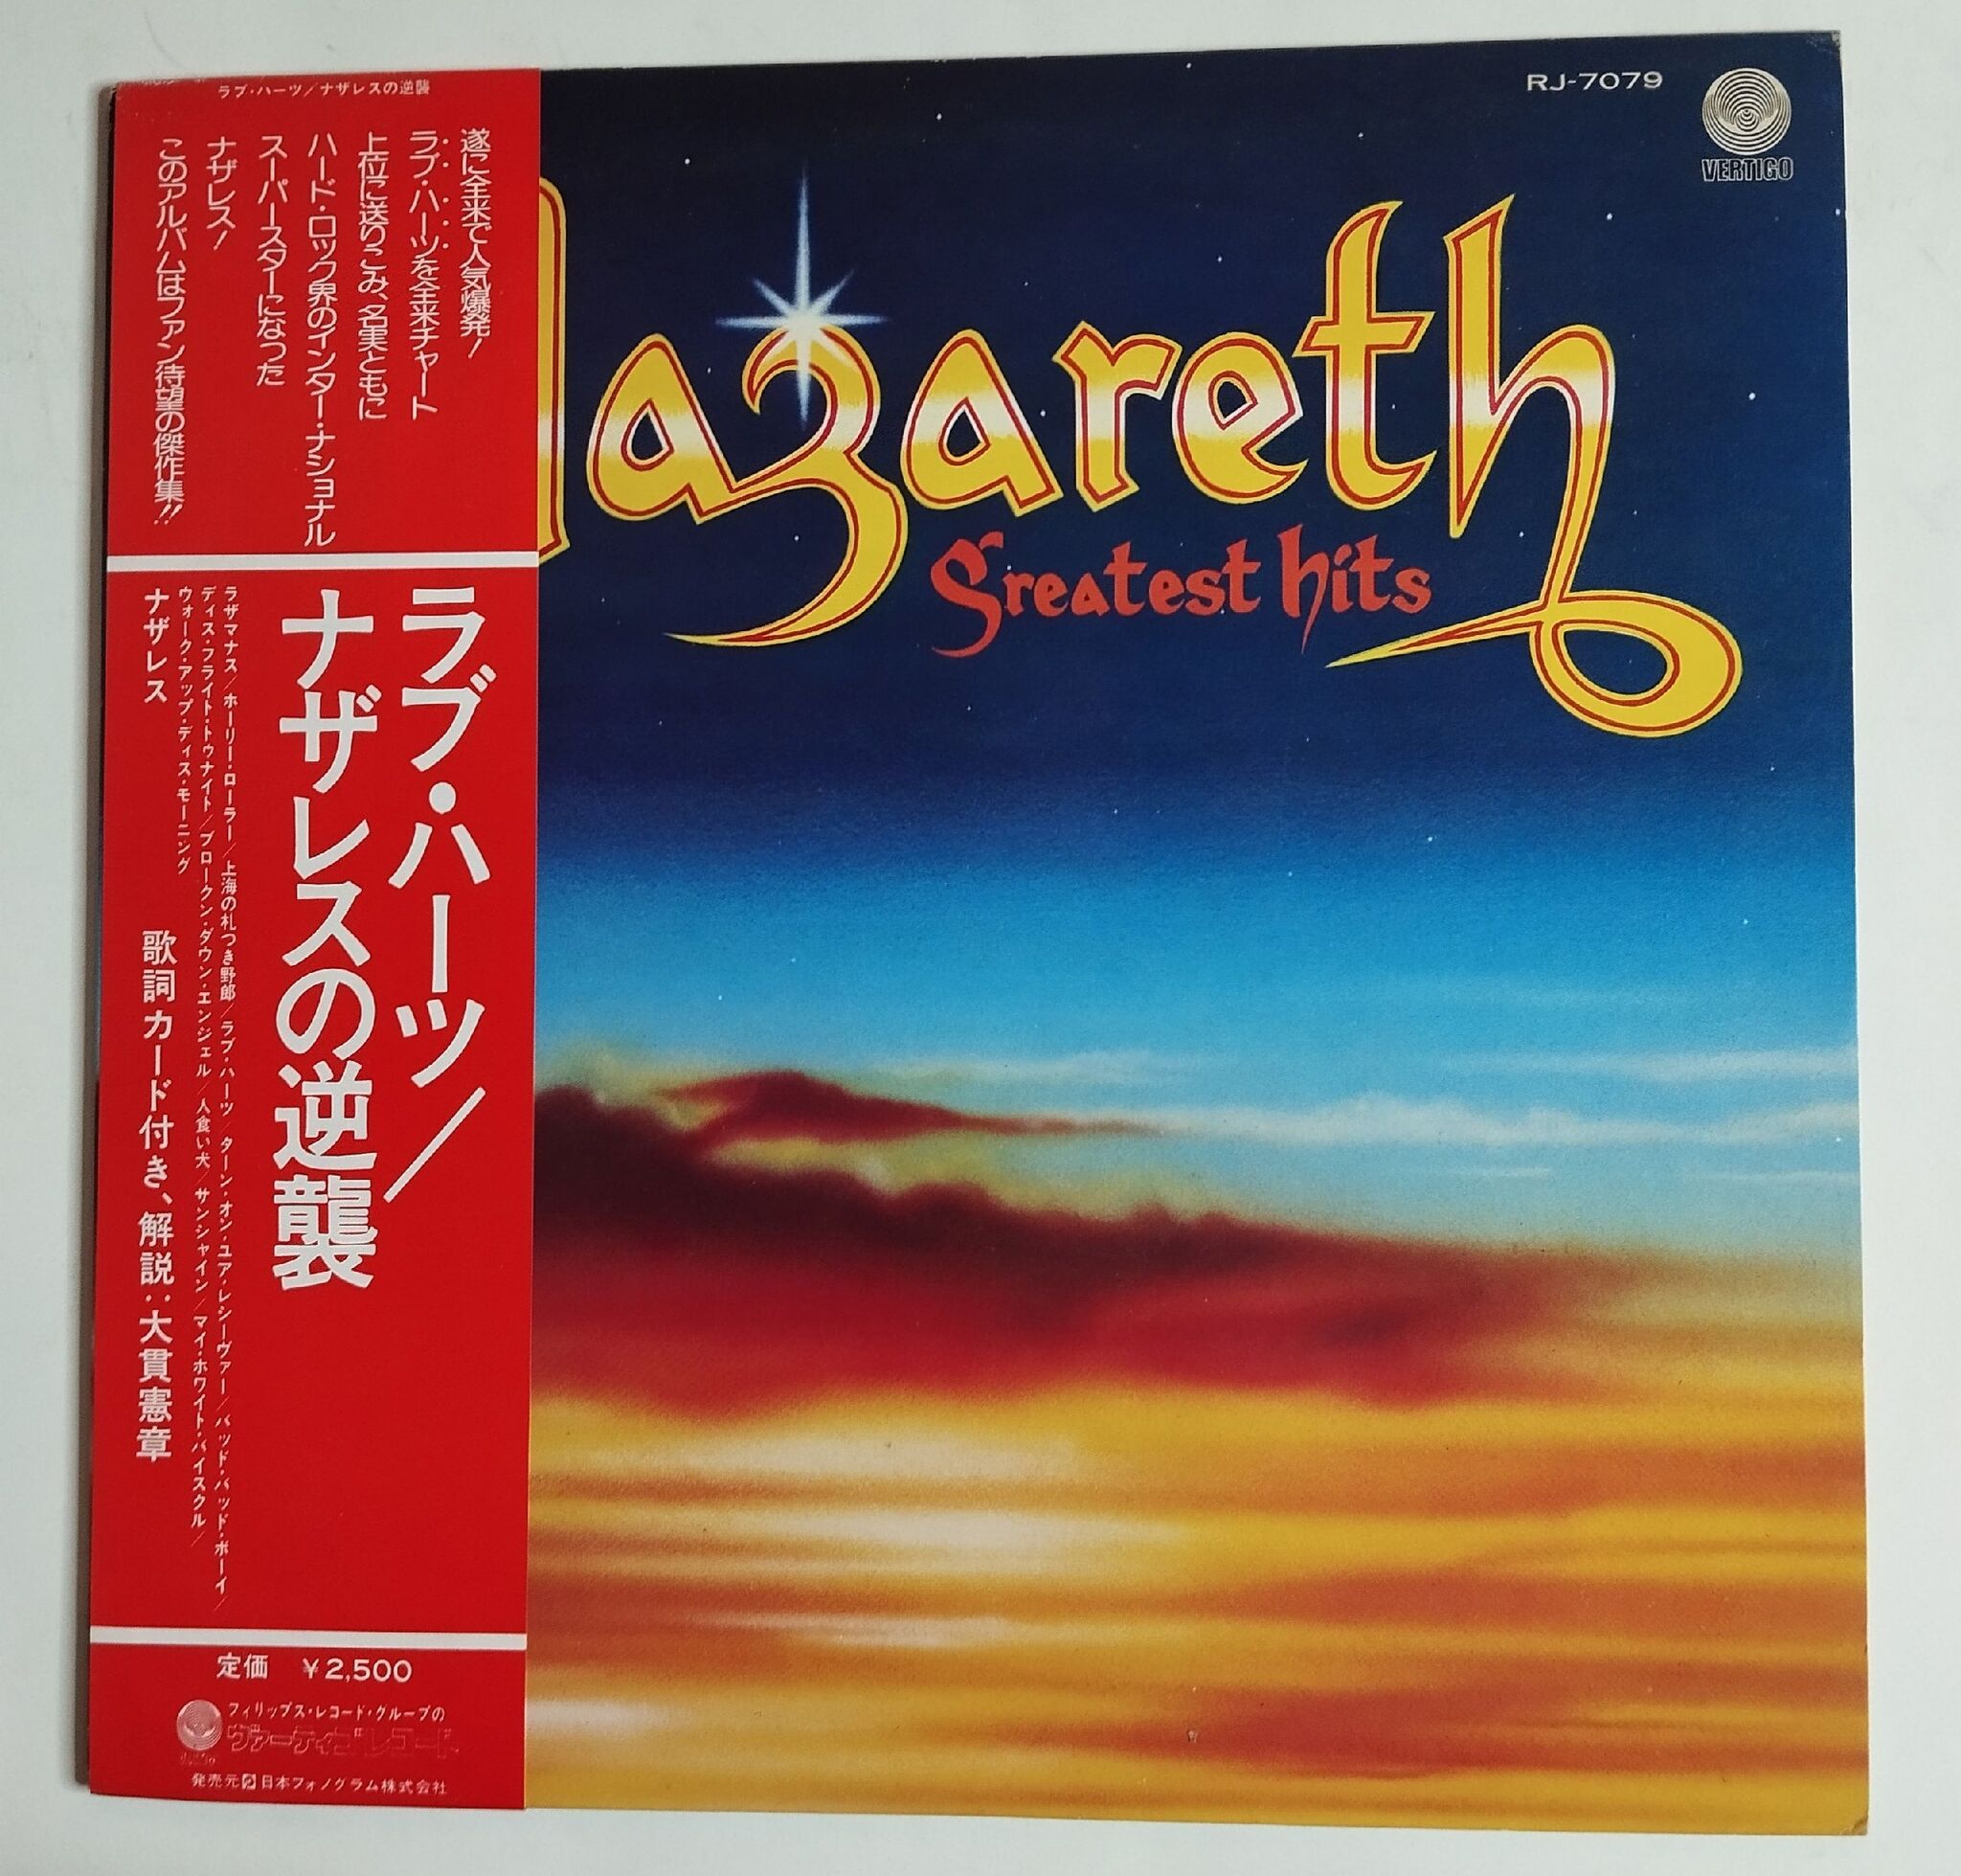 ラブ・ハーツ/ナザレスの逆襲
遂に全米で人気爆発!
ラブ・ハーツを全米チャート
上位に送りこみ、名実ともに
ハード・ロック界のインター・ナショナル
スーパースターになった
ナザレス!
このアルバムはファン待望の傑作集!!
ラブ・ハーツ/
ナザレスの逆襲
ラザマナス/ホーリー・ローラー/上海の札つき野郎/ラブ・ハーツ/ターン・オン・ユア・レシーヴァー/バッド・バッド・ボーイ/
ディス・フライト・トゥナイト/ブロークン・ダウン・エンジェル/人食い犬/サンシャイン/マイ・ホワイト・バイスクル/
ウォーク・アップ・ディス・モーニング
ナザレス 歌詞カード付き、解説:大貫憲章
定価 ¥2,500
フィリップス・レコード・グループの
ヴァーティゴレコード
発売元 日本フォノグラム株式会社
RJ-7079
VERTIGO
Nazareth
Greatest hits